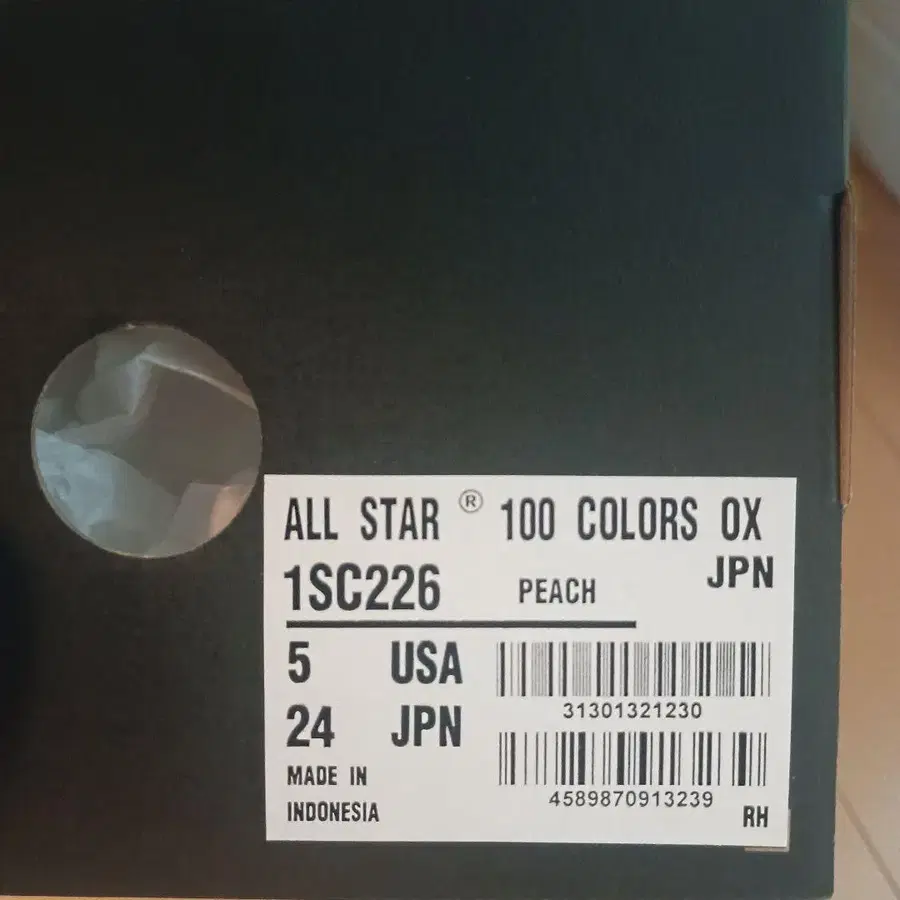 ALL STAR ® 100 COLORS OX
JPN
1SC226 PEACH
5 USA
24 JPN
MADE IN
INDONESIA
31301321230
4589870913239
RH